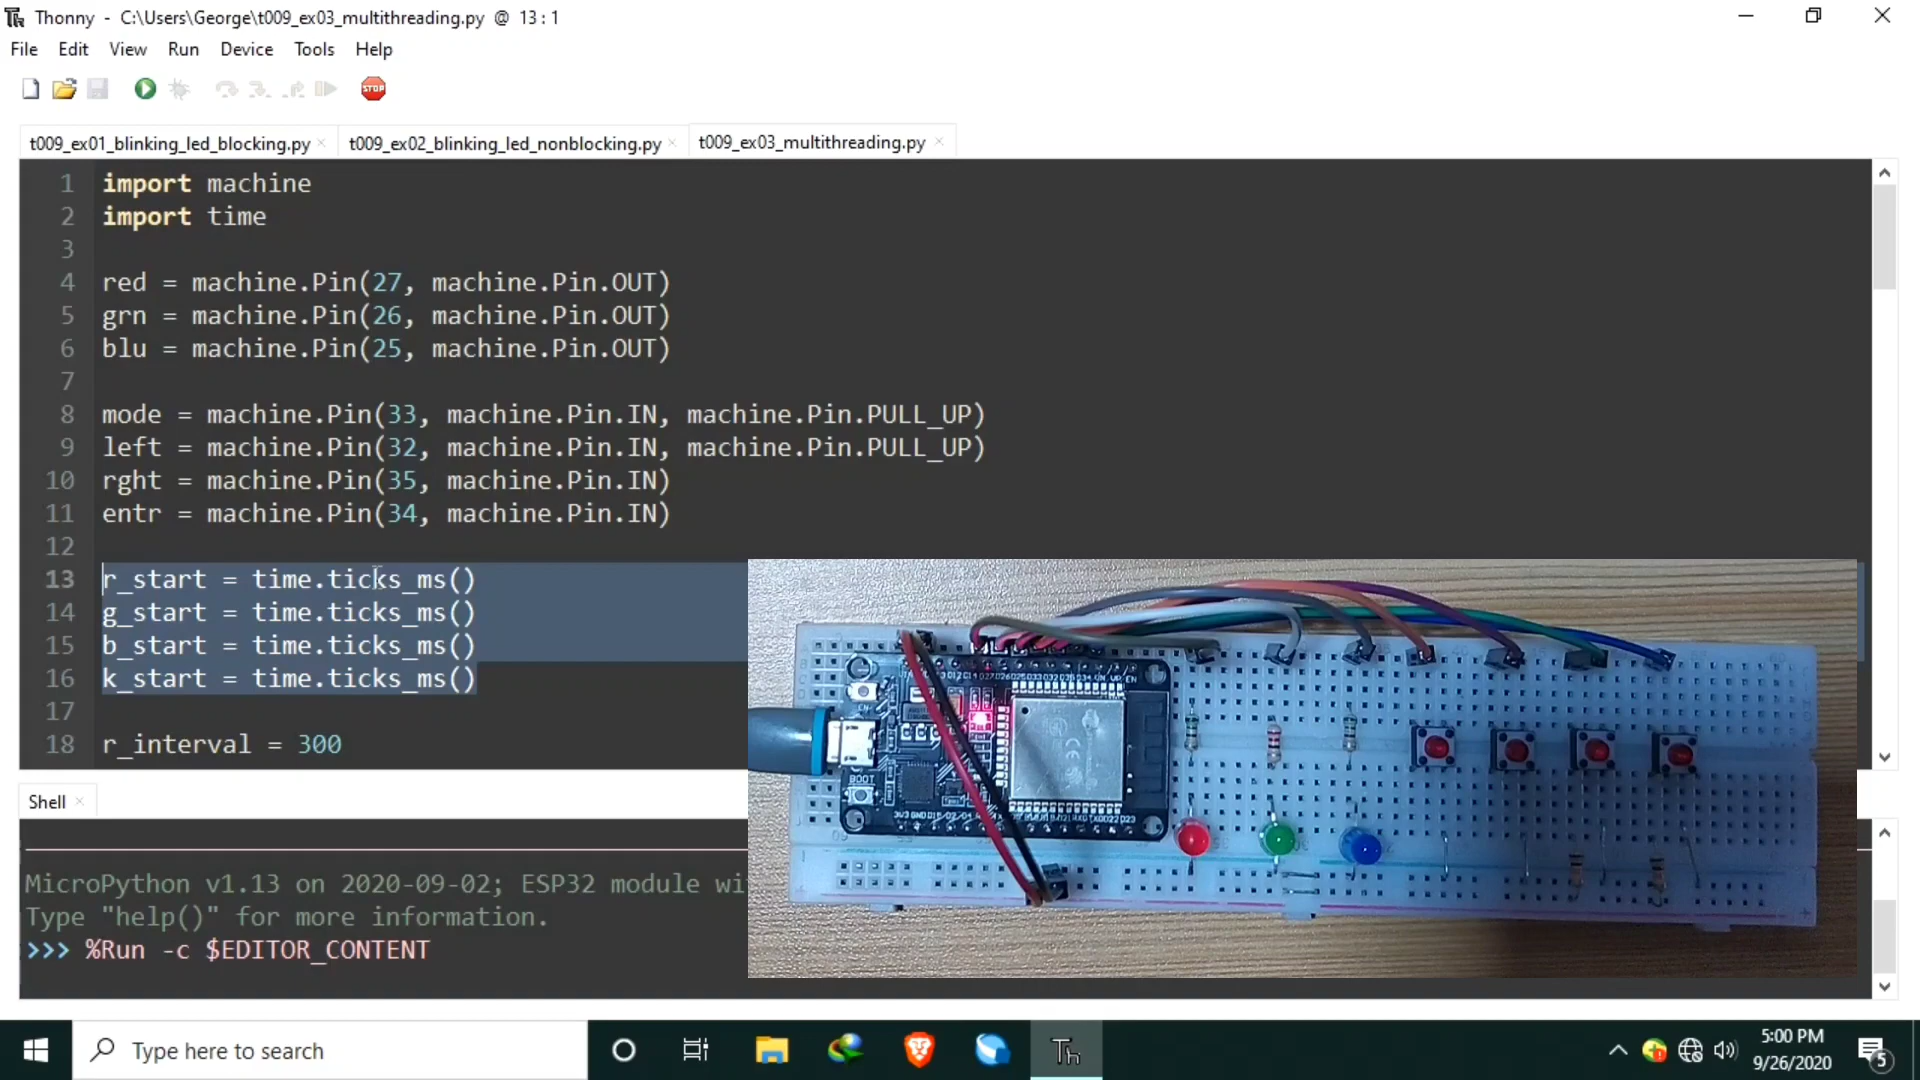 Th Thonny - C:\Users\George\t009_ex03_multithreading.py @ 13 : 1
File Edit View Run Device Tools Help
STOP
t009_ex01_blinking_led_blocking.py × t009_ex02_blinking_led_nonblocking.py × t009_ex03_multithreading.py ×
1 import machine
2 import time
3
4 red = machine.Pin(27, machine.Pin.OUT)
5 grn = machine.Pin(26, machine.Pin.OUT)
6 blu = machine.Pin(25, machine.Pin.OUT)
7
8 mode = machine.Pin(33, machine.Pin.IN, machine.Pin.PULL_UP)
9 left = machine.Pin(32, machine.Pin.IN, machine.Pin.PULL_UP)
10 rght = machine.Pin(35, machine.Pin.IN)
11 entr = machine.Pin(34, machine.Pin.IN)
12
13 r_start = time.ticks_ms()
14 g_start = time.ticks_ms()
15 b_start = time.ticks_ms()
16 k_start = time.ticks_ms()
17
18 r_interval = 300
Shell ×
MicroPython v1.13 on 2020-09-02; ESP32 module wi
Type "help()" for more information.
>>> %Run -c $EDITOR_CONTENT
EN
BOOT
Type here to search
Th
5:00 PM
9/26/2020
5